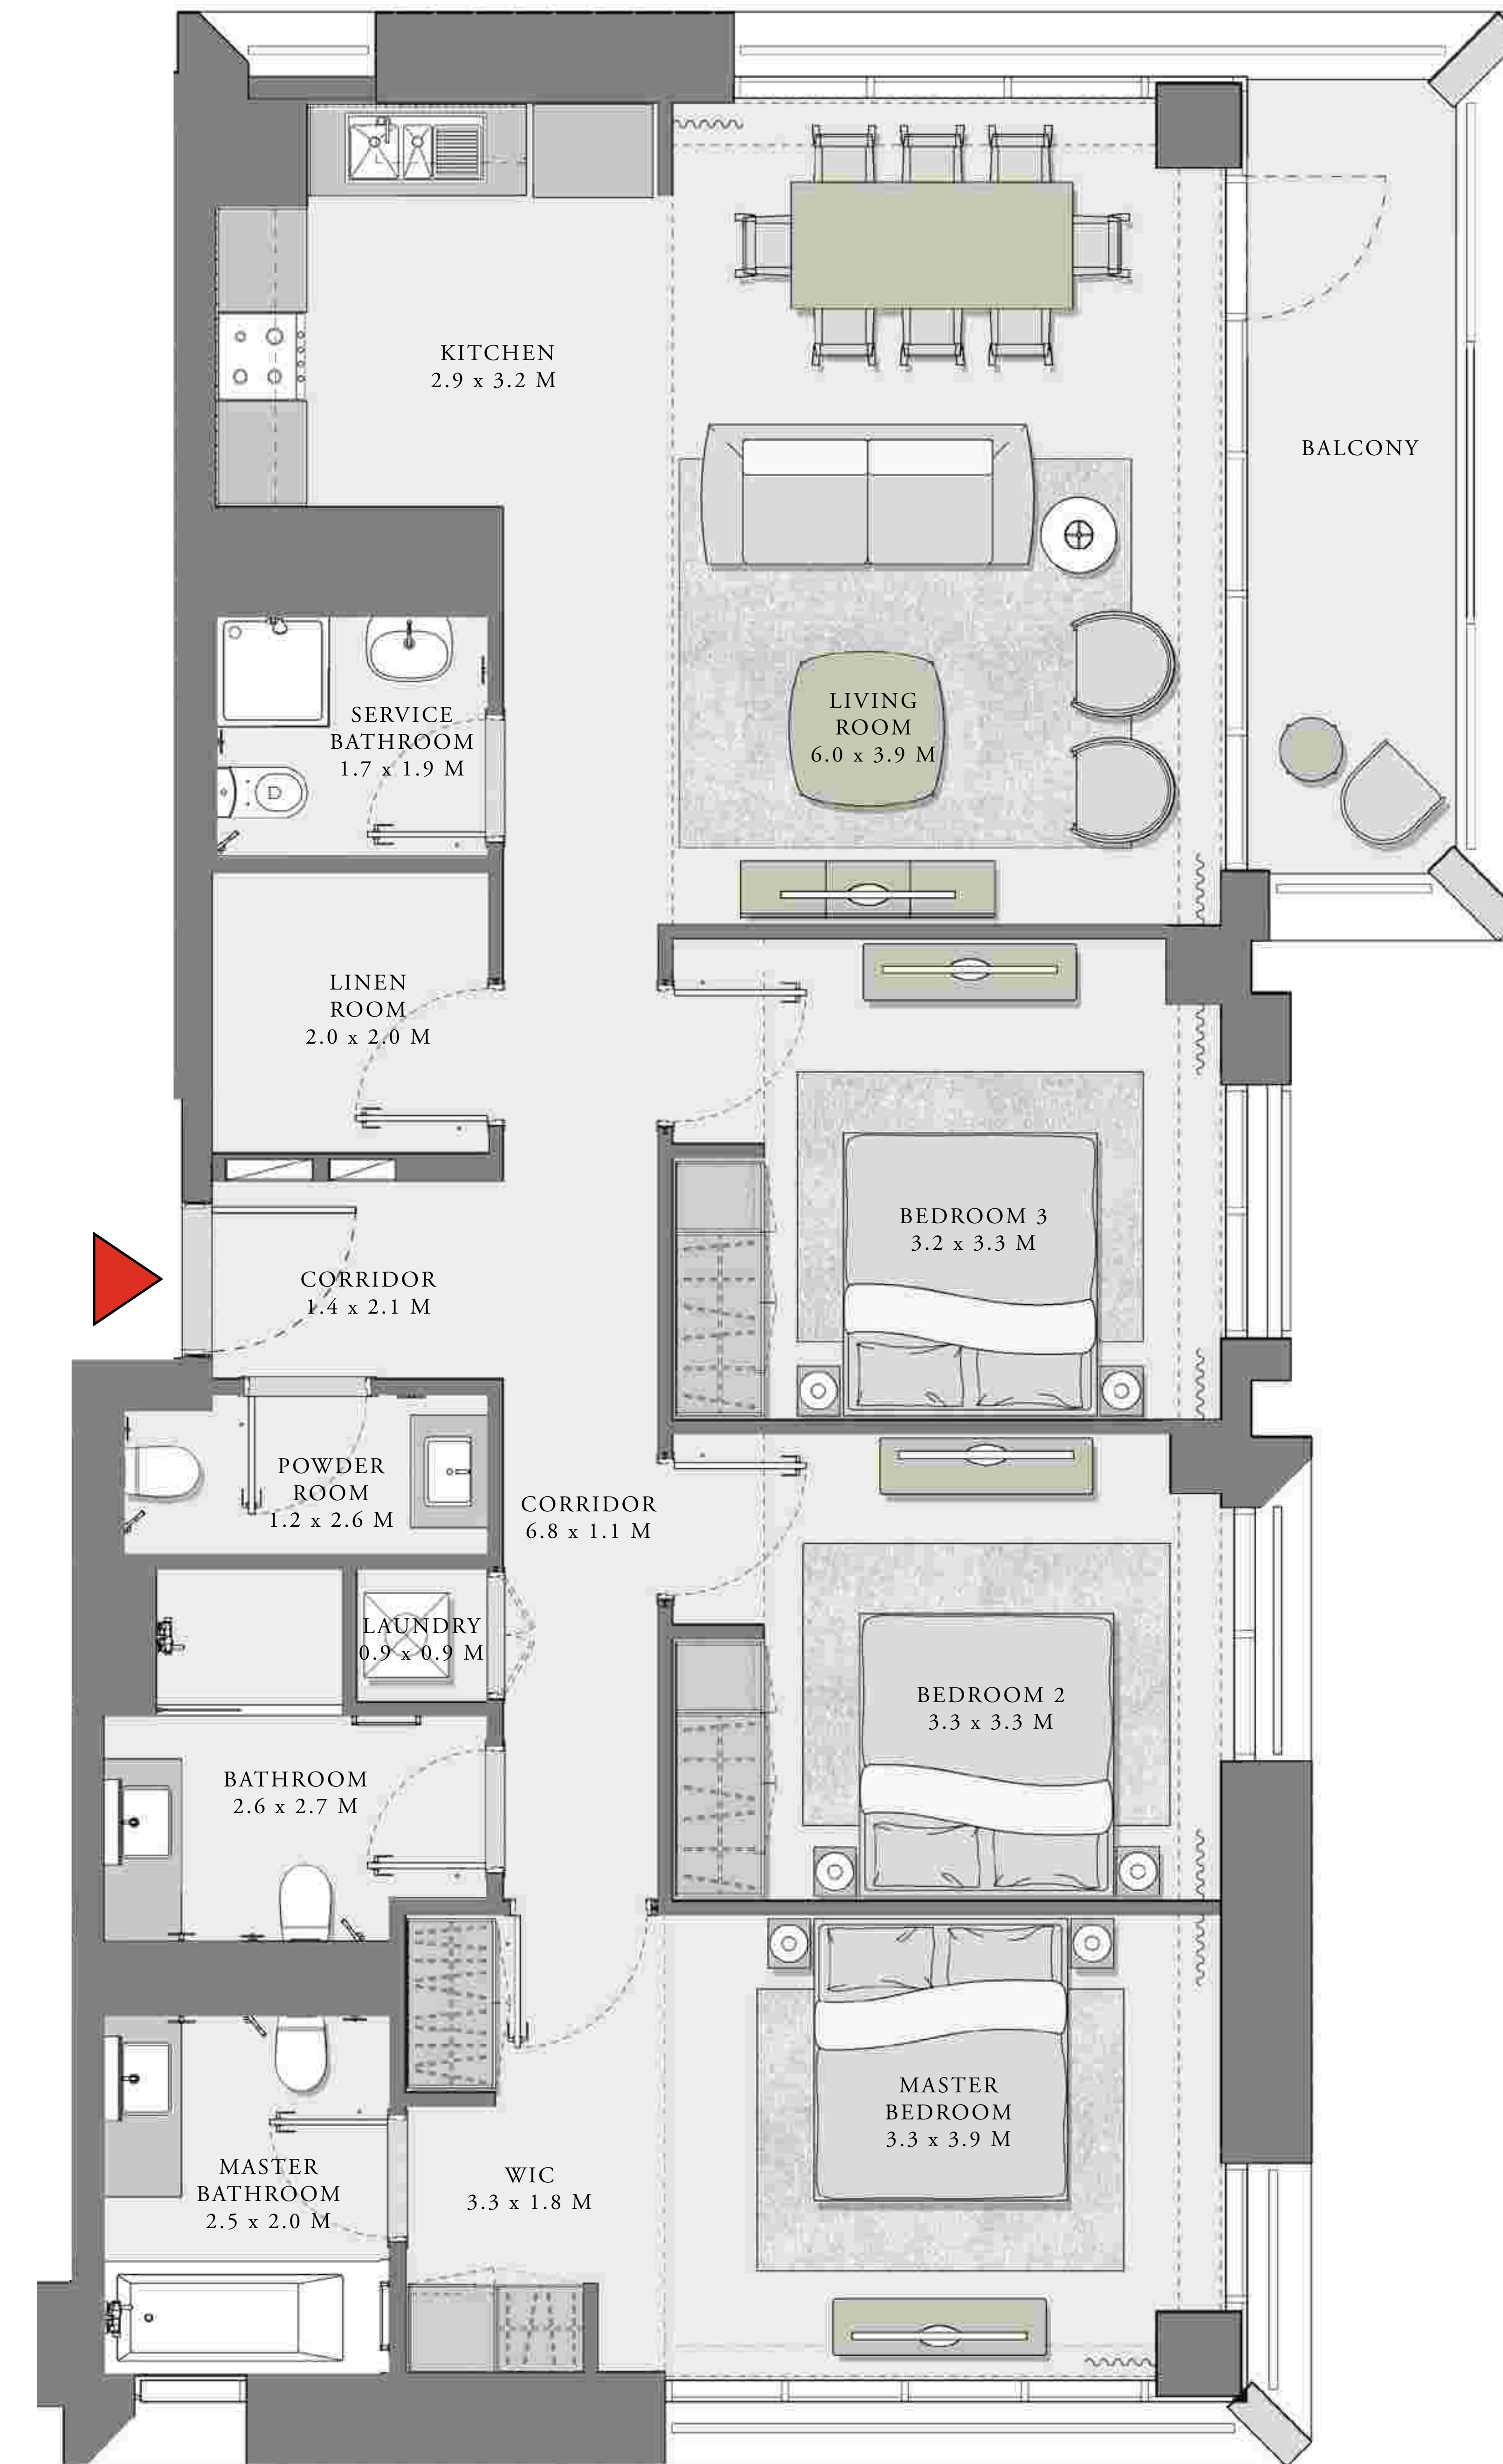 KITCHEN
2.9 x 3.2 M
BALCONY
LIVING
ROOM
6.0 x 3.9 M
SERVICE
BATHROOM
1.7 x 1.9 M
D
LINEN
ROOM
2.0 x 2.0 M
BEDROOM 3
3.2 x 3.3 M
CORRIDOR
1.4 x 2.1 M
POWDER
ROOM
1.2 x 2.6 M
CORRIDOR
6.8 x 1.1 M
LAUNDRY
0.9 x 0.9 M
BEDROOM 2
3.3 x 3.3 M
BATHROOM
2.6 x 2.7 M
MASTER
BEDROOM
3.3 x 3.9 M
MASTER
BATHROOM
2.5 x 2.0 M
WIC
3.3 x 1.8 M